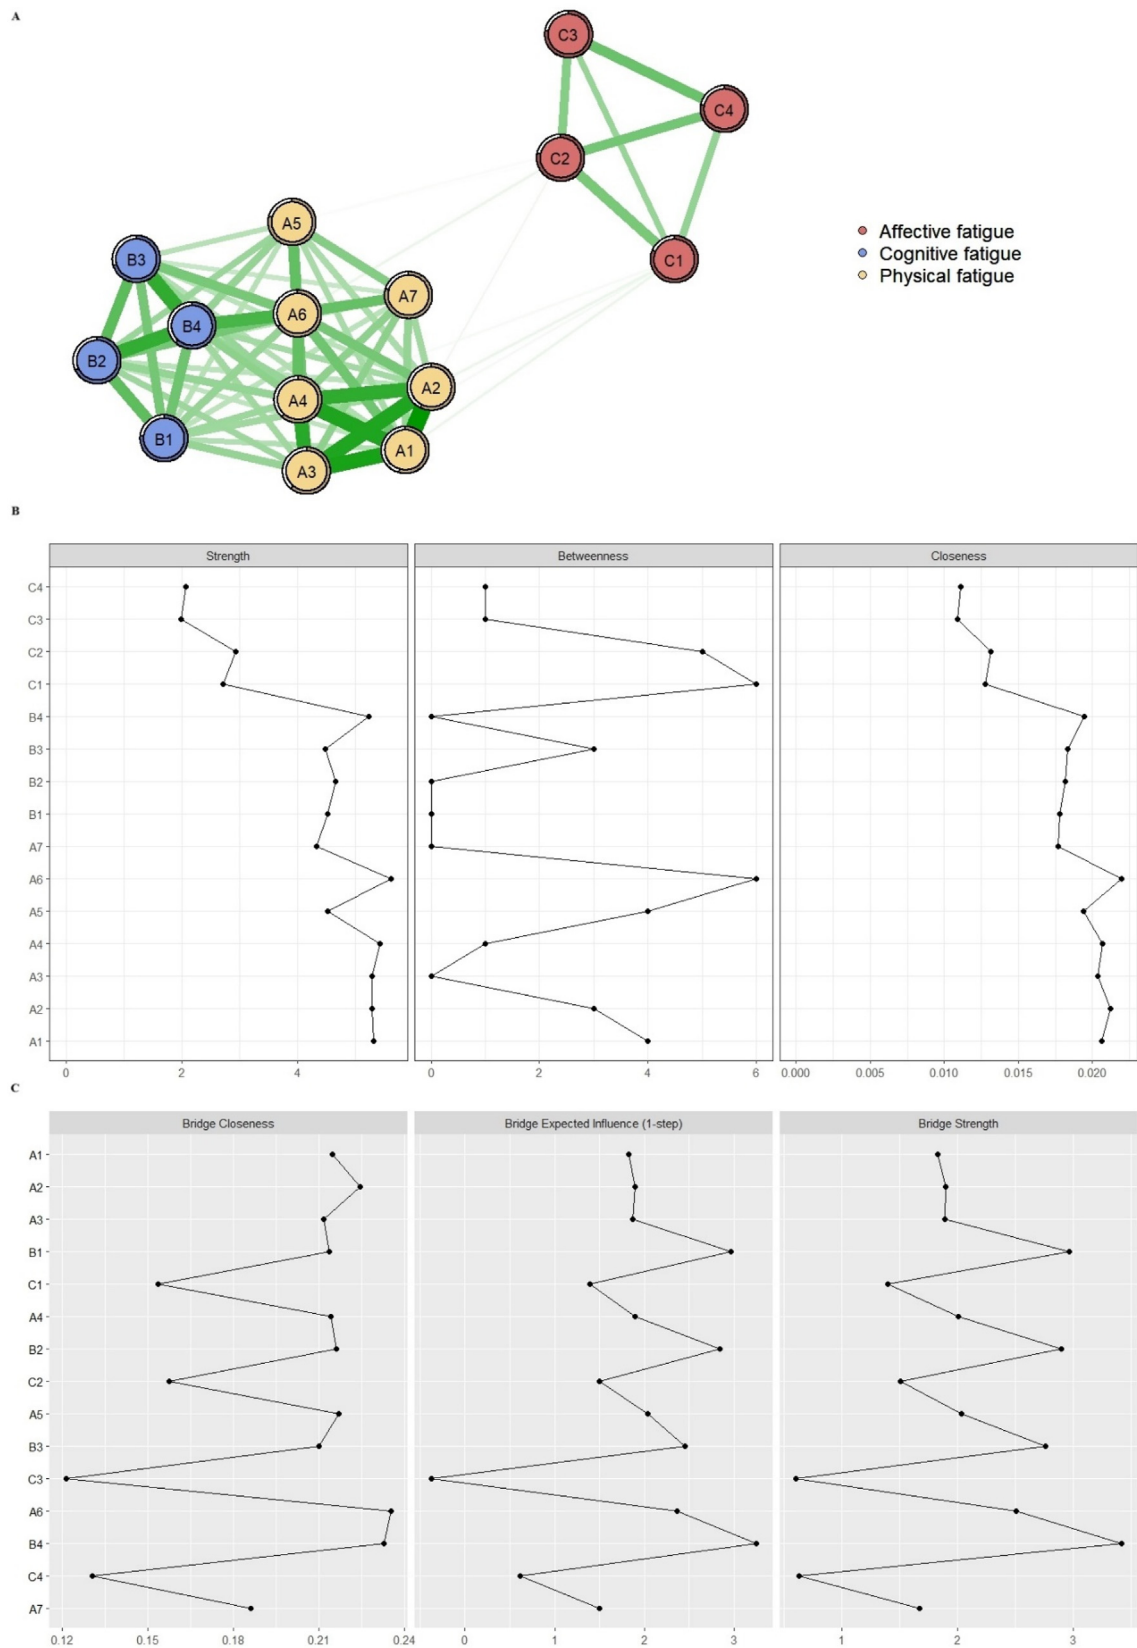 A
C3
C4
C2
C1
A5
B3
A7
A6
B4
B2
A2
A4
B1
A1
A3
Affective fatigue
Cognitive fatigue
Physical fatigue
B
Strength Betweenness Closeness
C4
C3
C2
C1
B4
B3
B2
B1
A7
A6
A5
A4
A3
A2
A1
0 2 4 0 2 4 6 0.000 0.005 0.010 0.015 0.020
C
Bridge Closeness Bridge Expected Influence (1-step) Bridge Strength
A1
A2
A3
B1
C1
A4
B2
C2
A5
B3
C3
A6
B4
C4
A7
0.12 0.15 0.18 0.21 0.24 0 1 2 3 1 2 3